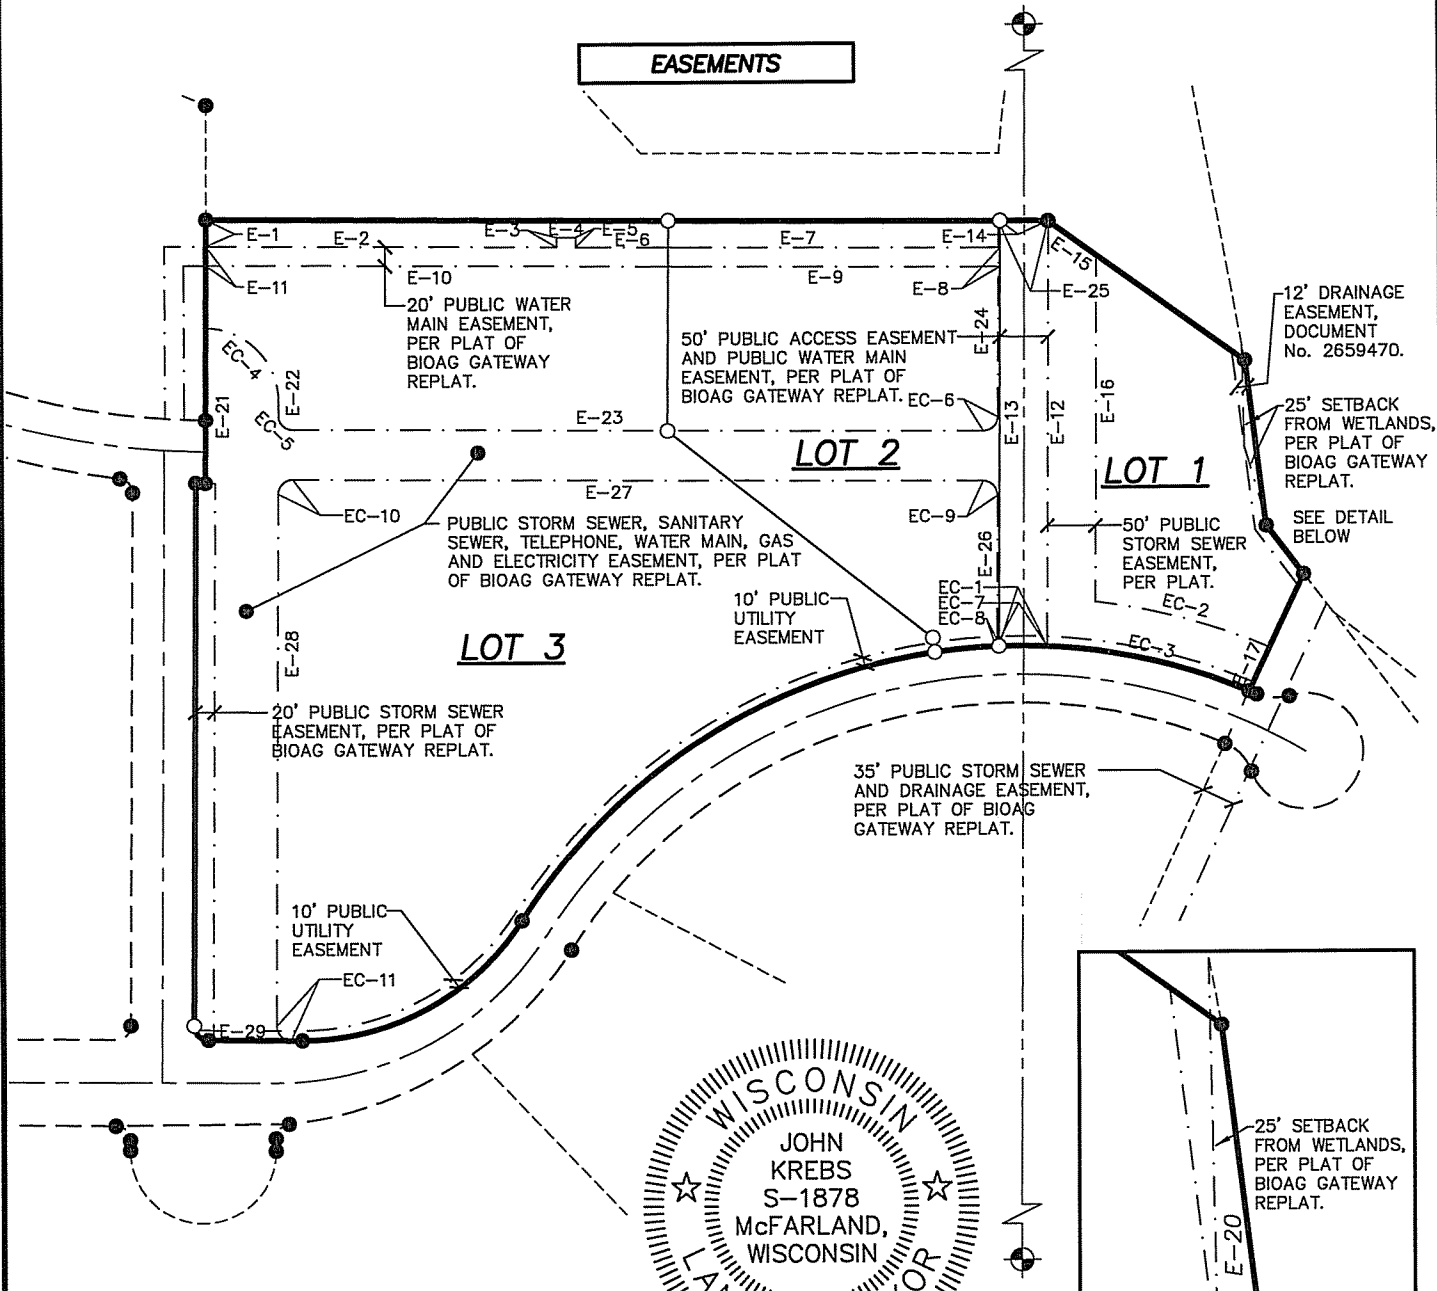 EASEMENTS
E-1
E-2
E-3
E-4
E-5
E-6
E-7
E-14
E-15
E-11
E-10
E-9
E-8
E-25
20' PUBLIC WATER
MAIN EASEMENT,
PER PLAT OF
BIOAG GATEWAY
REPLAT.
50' PUBLIC ACCESS EASEMENT
AND PUBLIC WATER MAIN
EASEMENT, PER PLAT OF
BIOAG GATEWAY REPLAT.
12' DRAINAGE
EASEMENT,
DOCUMENT
No. 2659470.
25' SETBACK
FROM WETLANDS,
PER PLAT OF
BIOAG GATEWAY
REPLAT.
E-24
EC-4
E-22
E-21
EC-5
E-23
EC-6
E-13
E-12
E-16
LOT 2
LOT 1
E-27
EC-10
EC-9
E-26
PUBLIC STORM SEWER, SANITARY
SEWER, TELEPHONE, WATER MAIN, GAS
AND ELECTRICITY EASEMENT, PER PLAT
OF BIOAG GATEWAY REPLAT.
50' PUBLIC
STORM SEWER
EASEMENT,
PER PLAT.
SEE DETAIL
BELOW
10' PUBLIC
UTILITY
EASEMENT
EC-1
EC-7
EC-8
EC-2
EC-3
E-17
LOT 3
E-28
20' PUBLIC STORM SEWER
EASEMENT, PER PLAT OF
BIOAG GATEWAY REPLAT.
35' PUBLIC STORM SEWER
AND DRAINAGE EASEMENT,
PER PLAT OF BIOAG
GATEWAY REPLAT.
10' PUBLIC
UTILITY
EASEMENT
EC-11
E-29
WISCONSIN
JOHN
KREBS
S-1878
McFARLAND,
WISCONSIN
25' SETBACK
FROM WETLANDS,
PER PLAT OF
BIOAG GATEWAY
REPLAT.
E-20